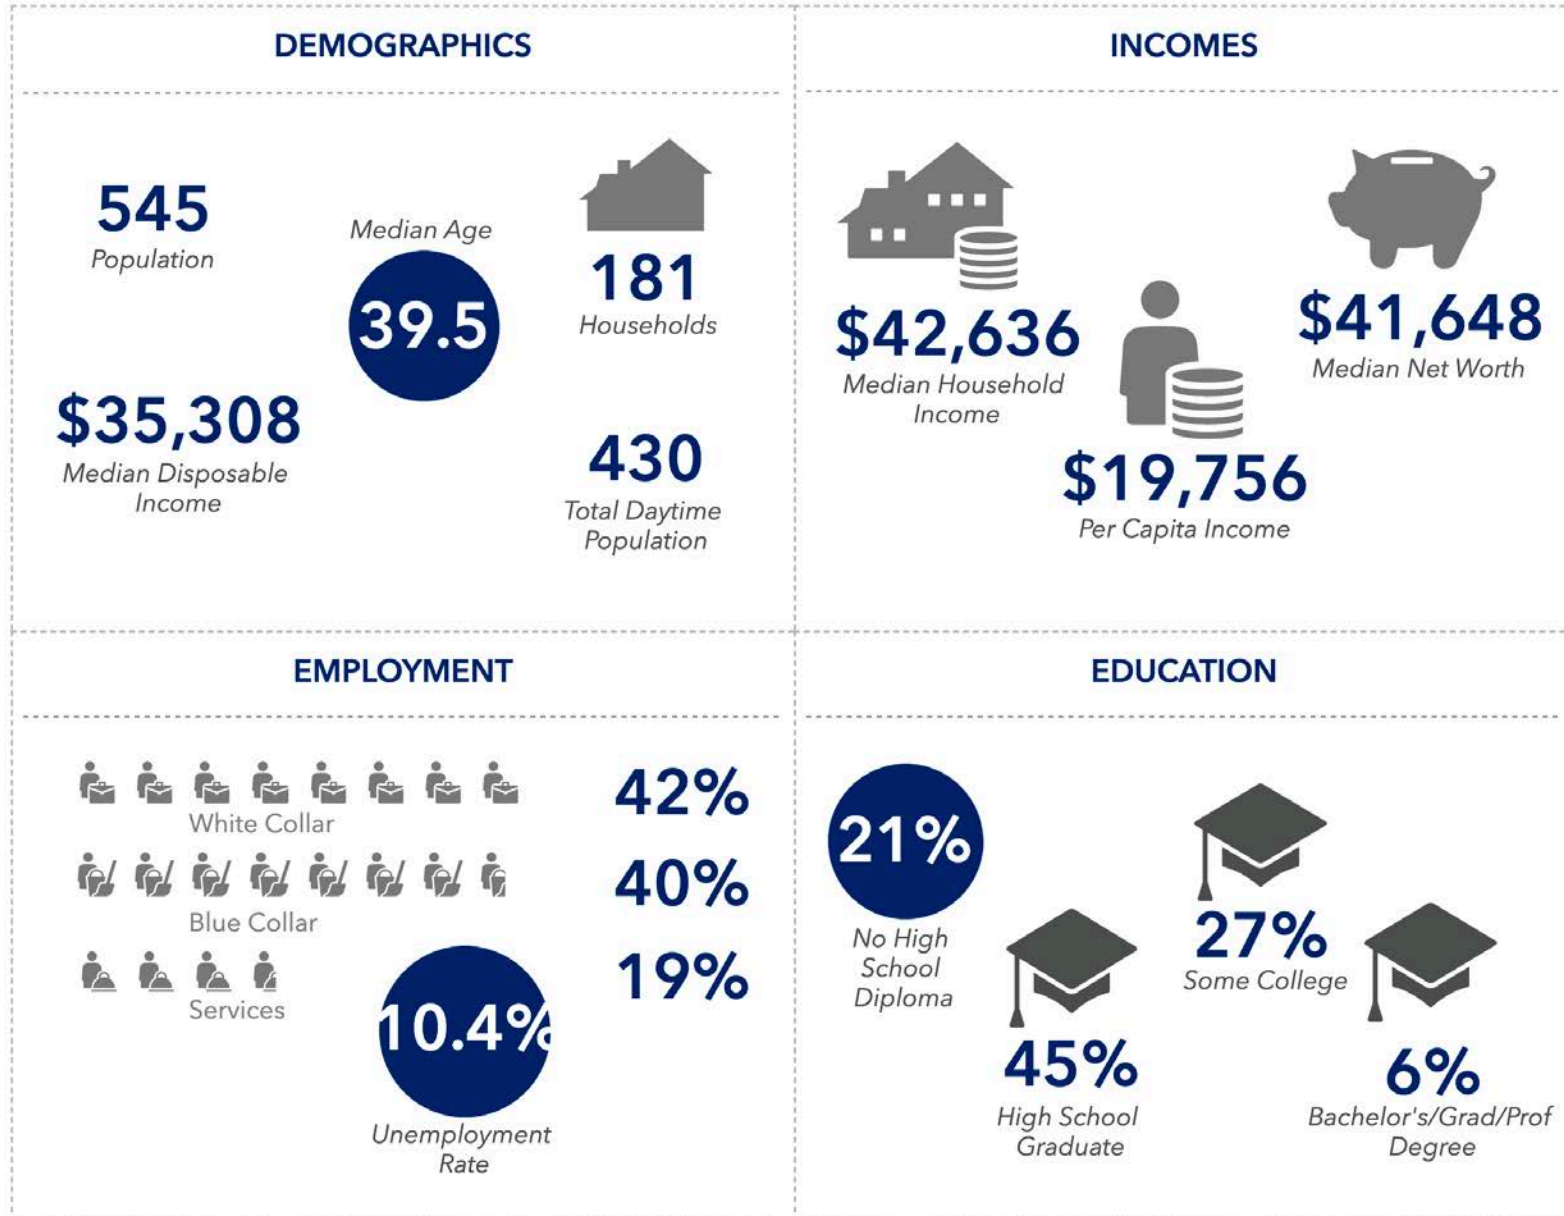 DEMOGRAPHICS
545
Population
Median Age
39.5
181
Households
$35,308
Median Disposable
Income
430
Total Daytime
Population
INCOMES
$42,636
Median Household
Income
$19,756
Per Capita Income
$41,648
Median Net Worth
EMPLOYMENT
White Collar
42%
Blue Collar
40%
Services
19%
10.4%
Unemployment
Rate
EDUCATION
21%
No High
School
Diploma
45%
High School
Graduate
27%
Some College
6%
Bachelor's/Grad/Prof
Degree